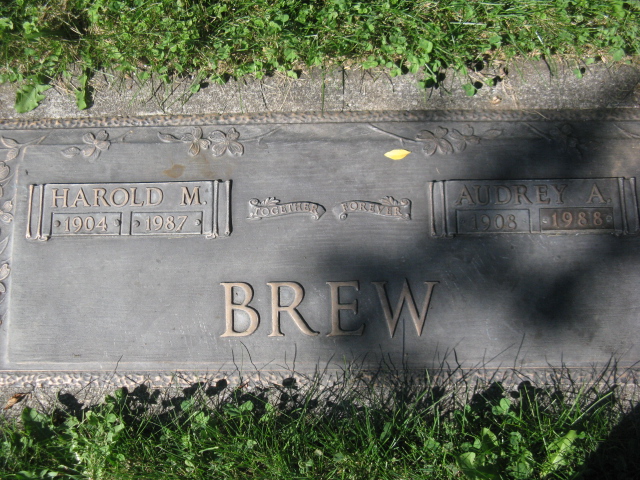 HAROLD M.
1904 1987
TOGETHER FOREVER
AUDREY A.
1908 1988
BREW